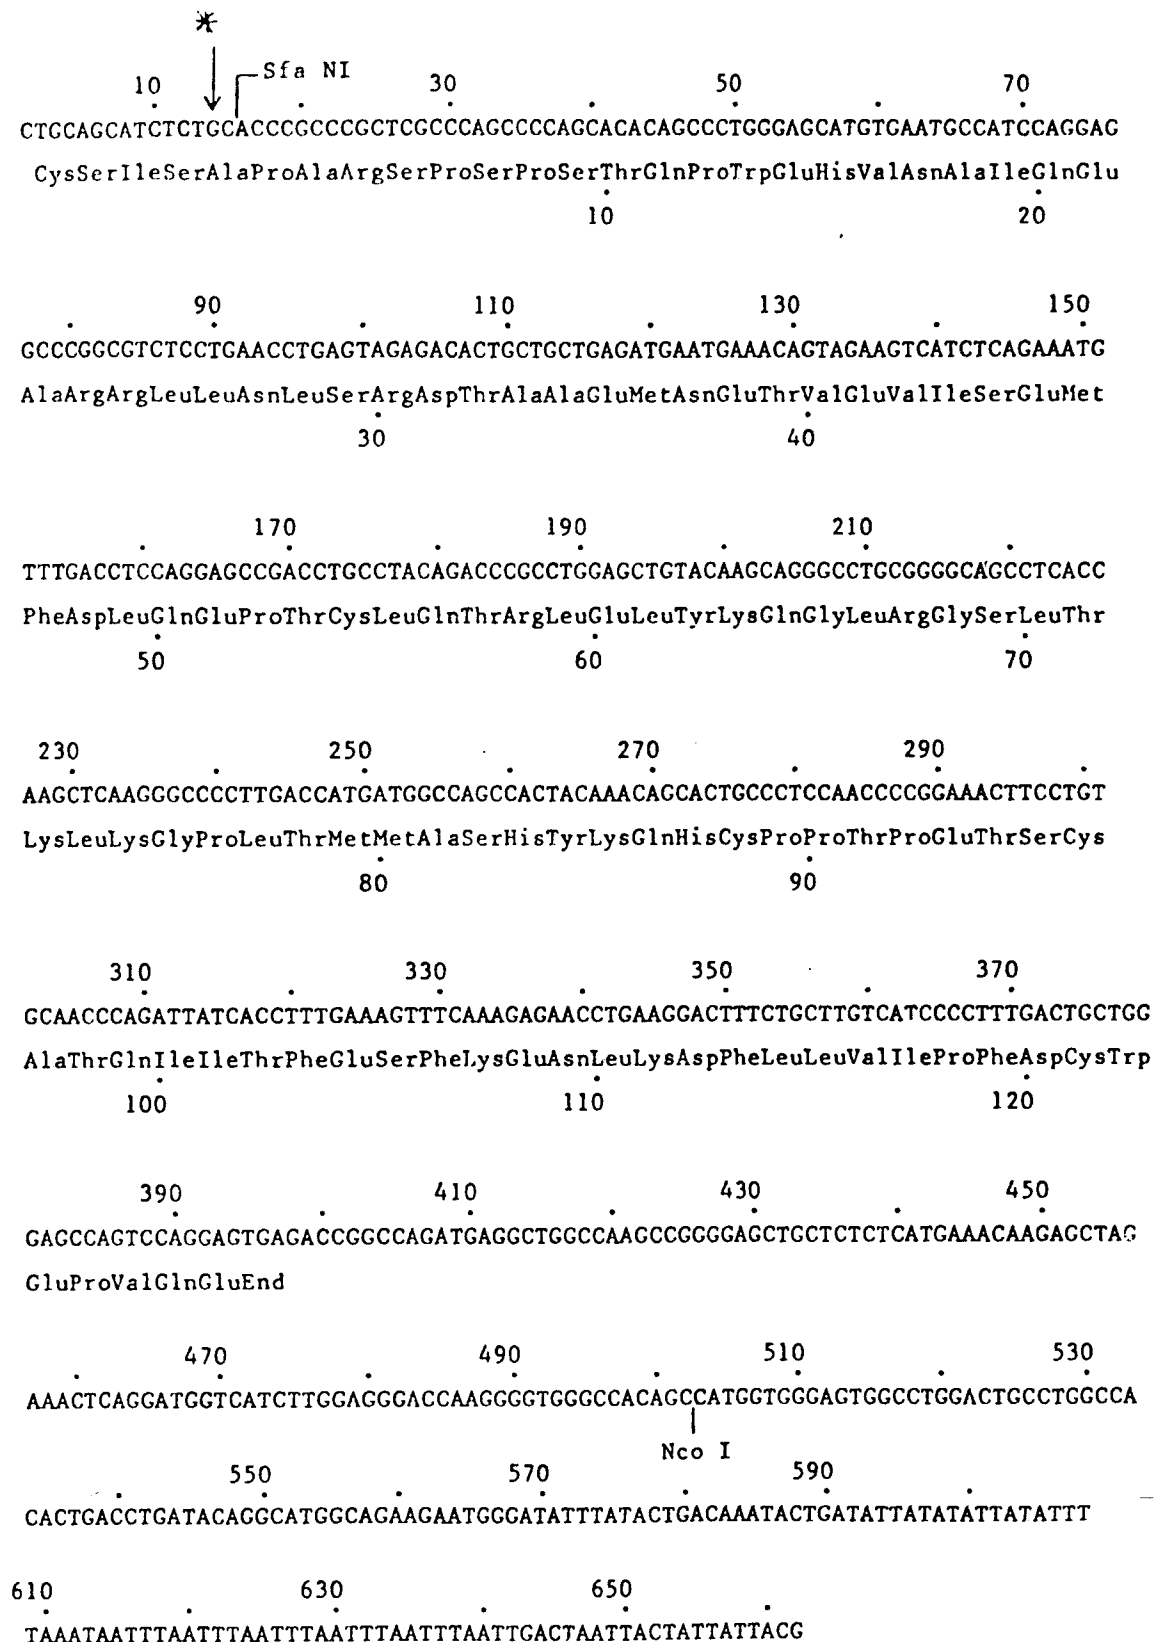 *
Sfa NI
10 30 50 70
CTGCAGCATCTCTGCACCCGCCCGCTCGCCCAGCCCCAGCACACAGCCCTGGGAGCATGTGAATGCCATCCAGGAG
CysSerIleSerAlaProAlaArgSerProSerProSerThrGlnProTrpGluHisValAsnAlaIleGlnGlu
10 20
90 110 130 150
GCCCGGCGTCTCCTGAACCTGAGTAGAGACACTGCTGCTGAGATGAATGAAACAGTAGAAGTCATCTCAGAAATG
AlaArgArgLeuLeuAsnLeuSerArgAspThrAlaAlaGluMetAsnGluThrValGluValIleSerGluMet
30 40
170 190 210
TTTGACCTCCAGGAGCCGACCTGCCTACAGACCCGCCTGGAGCTGTACAAGCAGGGCCTGCGGGGCAGCCTCACC
PheAspLeuGlnGluProThrCysLeuGlnThrArgLeuGluLeuTyrLysGlnGlyLeuArgGlySerLeuThr
50 60 70
230 250 270 290
AAGCTCAAGGGCCCCTTGACCATGATGGCCAGCCACTACAAACAGCACTGCCCTCCAACCCCGGAAACTTCCTGT
LysLeuLysGlyProLeuThrMetMetAlaSerHisTyrLysGlnHisCysProProThrProGluThrSerCys
80 90
310 330 350 370
GCAACCCAGATTATCACCTTTGAAAGTTTCAAAGAGAACCTGAAGGACTTTCTGCTTGTCATCCCCTTTGACTGCTGG
AlaThrGlnIleIleThrPheGluSerPheLysGluAsnLeuLysAspPheLeuLeuValIleProPheAspCysTrp
100 110 120
390 410 430 450
GAGCCAGTCCAGGAGTGAGACCGGCCAGATGAGGCTGGCCAAGCCGGGGAGCTGCTCTCTCATGAAACAAGAGCTAG
GluProValGlnGluEnd
470 490 510 530
AAACTCAGGATGGTCATCTTGGAGGGACCAAGGGGTGGGCCACAGCCATGGTGGGAGTGGCCTGGACTGCCTGGCCA
Nco I
550 570 590
CACTGACCTGATACAGGCATGGCAGAAGAATGGGATATTTATACTGACAAATACTGATATTATATATTATATTT
610 630 650
TAAATAATTTAATTTAATTTAATTTAATTTAATTGACTAATTACTATTATTACG